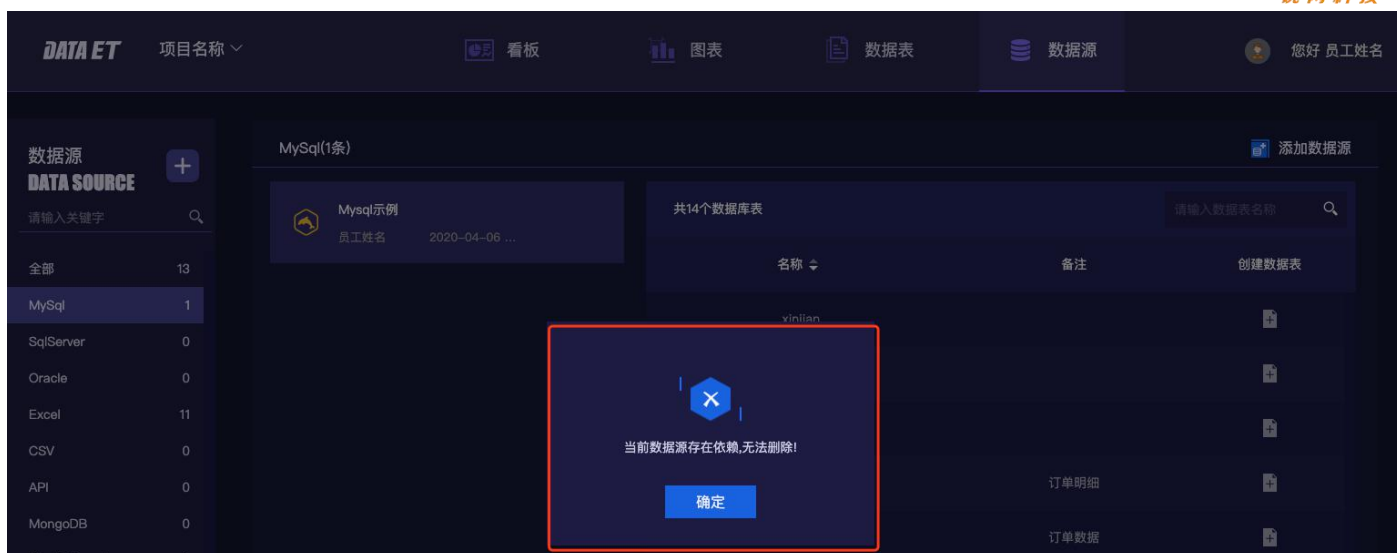 DATA ET 项目名称 看板 图表 数据表 数据源 您好 员工姓名
数据源
DATA SOURCE
请输入关键字
全部 13
MySql 1
SqlServer 0
Oracle 0
Excel 11
CSV 0
API 0
MongoDB 0
MySql(1条) 添加数据源
Mysql示例
员工姓名 2020-04-06 ...
共14个数据库表 请输入数据表名称
名称 备注 创建数据表
xinjian
订单明细
订单数据
当前数据源存在依赖,无法删除!
确定